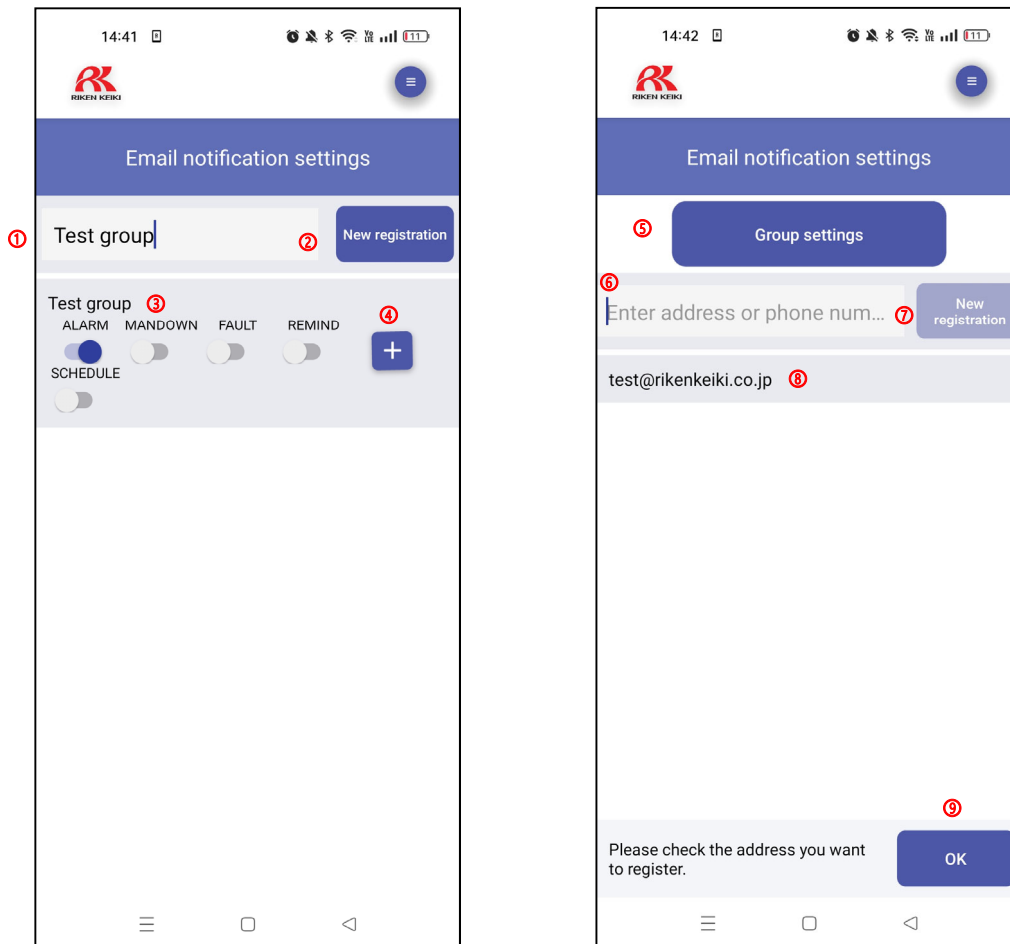 14:41
RIKEN KEIKI
Email notification settings
① Test group ② New registration
Test group ③
ALARM MANDOWN FAULT REMIND ④
+
SCHEDULE
14:42
RIKEN KEIKI
Email notification settings
⑤ Group settings
⑥
Enter address or phone num... ⑦ New
registration
test@rikenkeiki.co.jp ⑧
⑨
Please check the address you want
to register.
OK